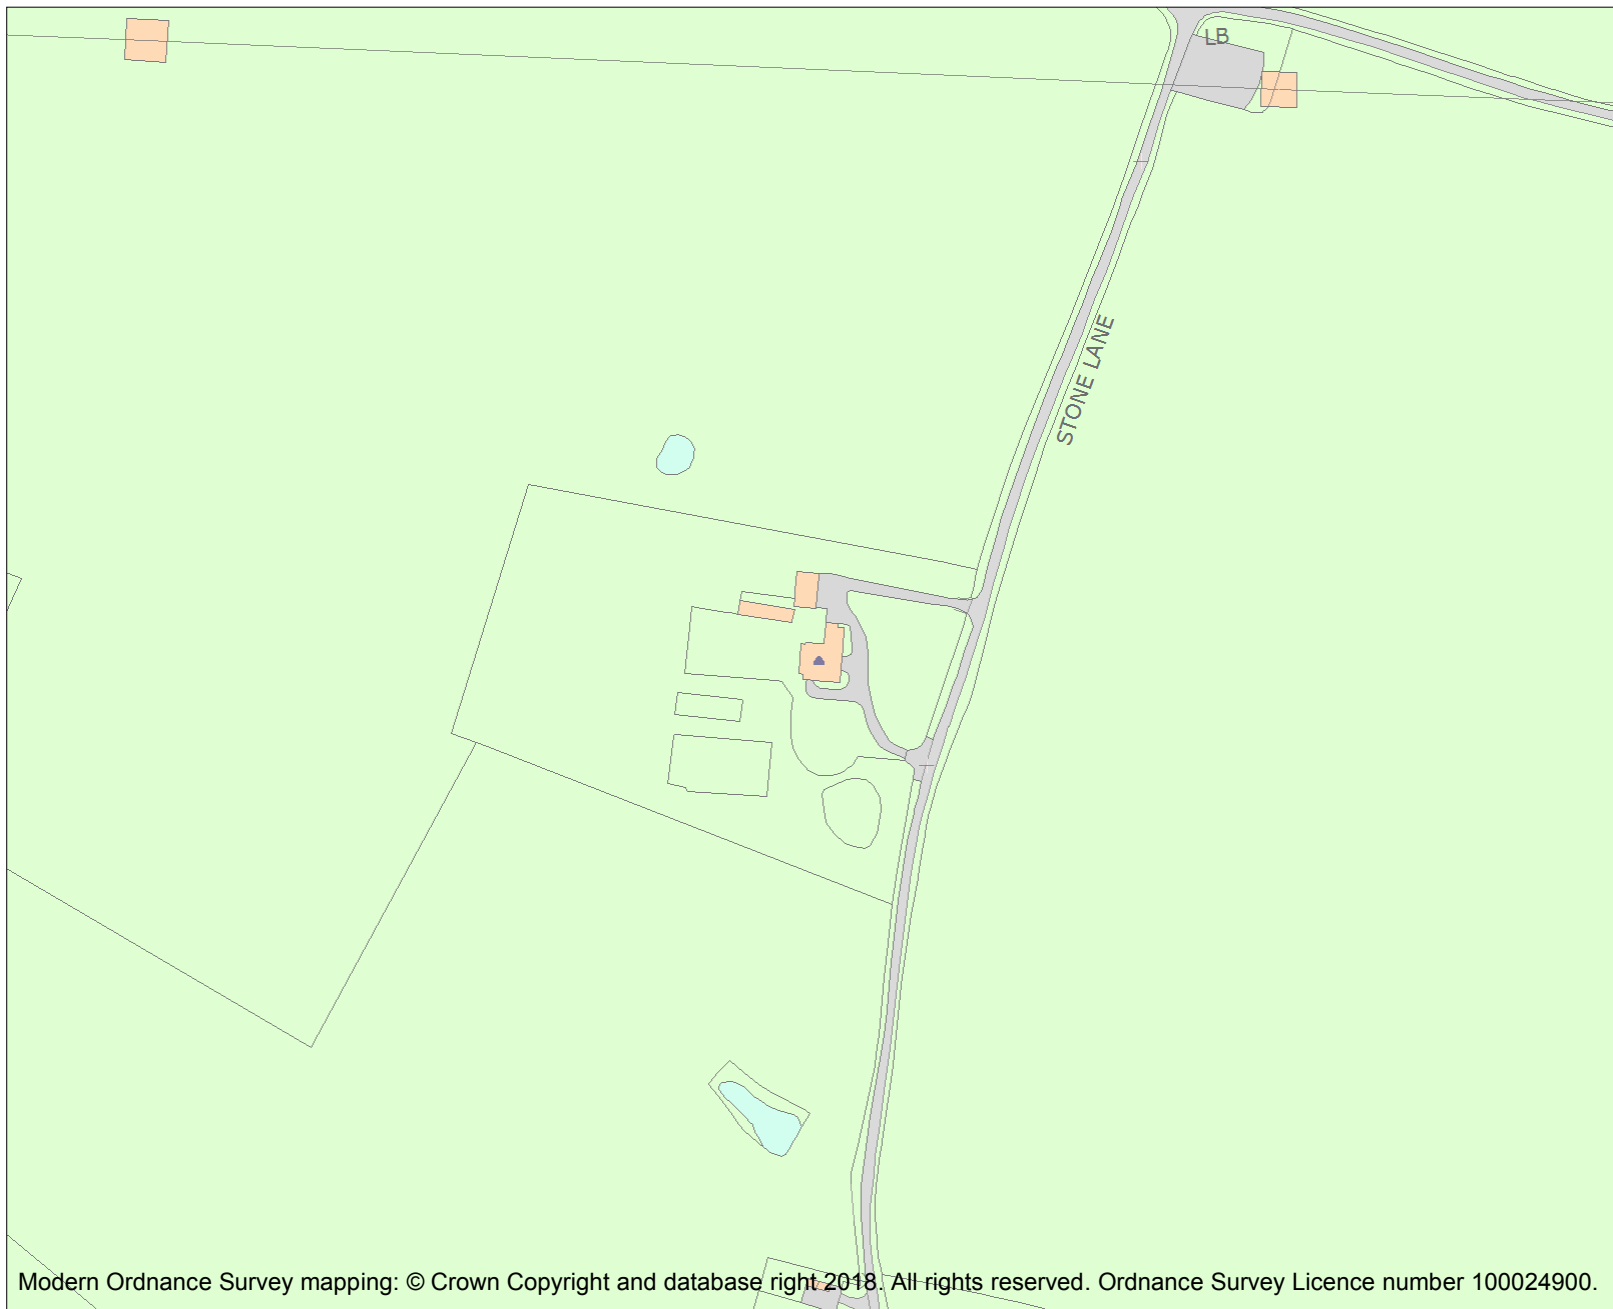 LB
STONE LANE
Modern Ordnance Survey mapping: © Crown Copyright and database right 2018. All rights reserved. Ordnance Survey Licence number 100024900.